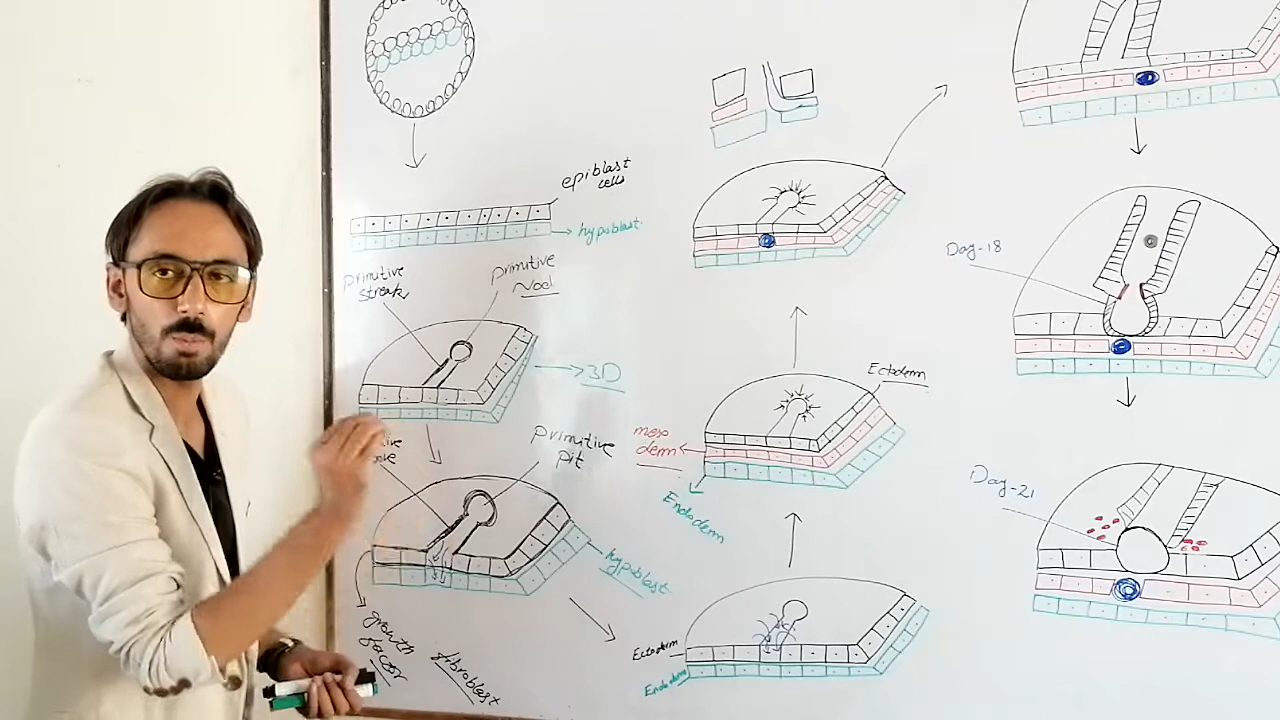 epiblast
cells
hypoblast
primitive
streak
primitive
Nod
3D
primitive
pit
hypoblast
growth
factor
fibroblast
Ectoderm
Endoderm
Ectoderm
meso
derm
Endoderm
Day-18
Day-21